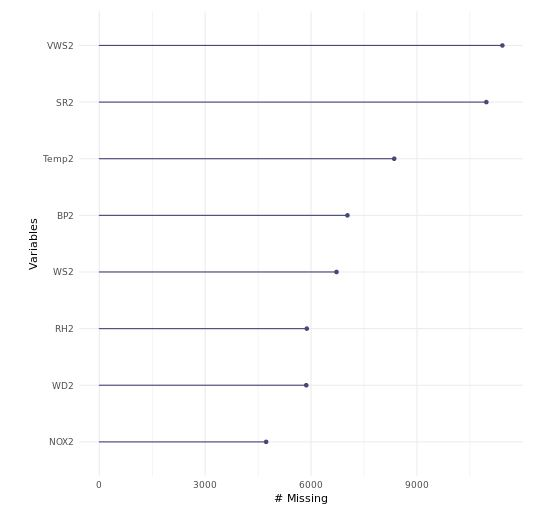 VWS2
SR2
Temp2
BP2
WS2
RH2
WD2
NOX2
Variables
0 3000 6000 9000
# Missing